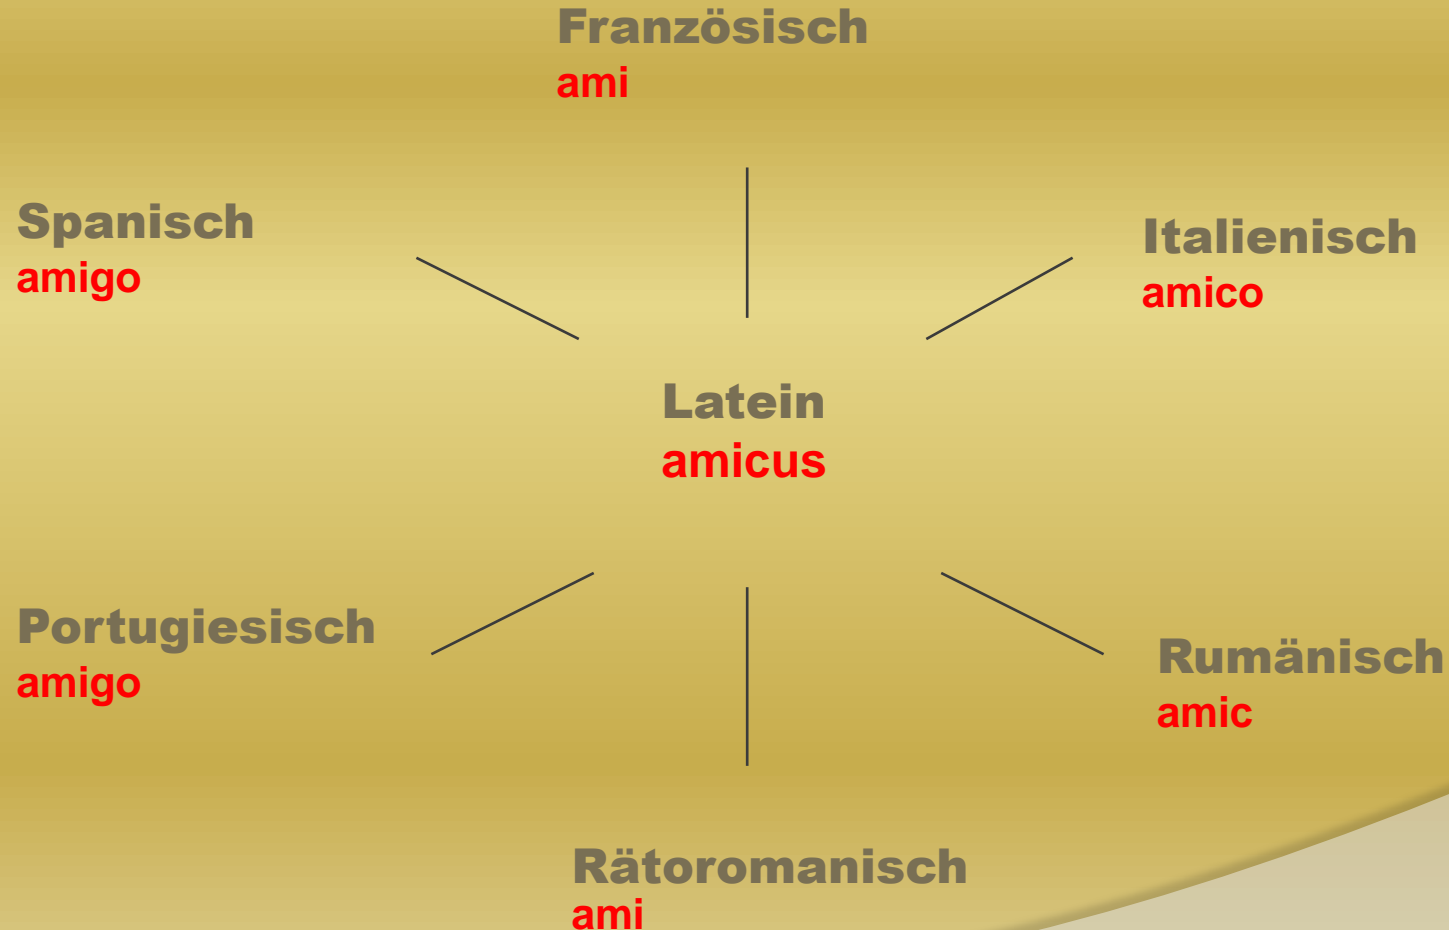 Französisch
ami
Spanisch
amigo
Italienisch
amico
Latein
amicus
Portugiesisch
amigo
Rumänisch
amic
Rätoromanisch
ami